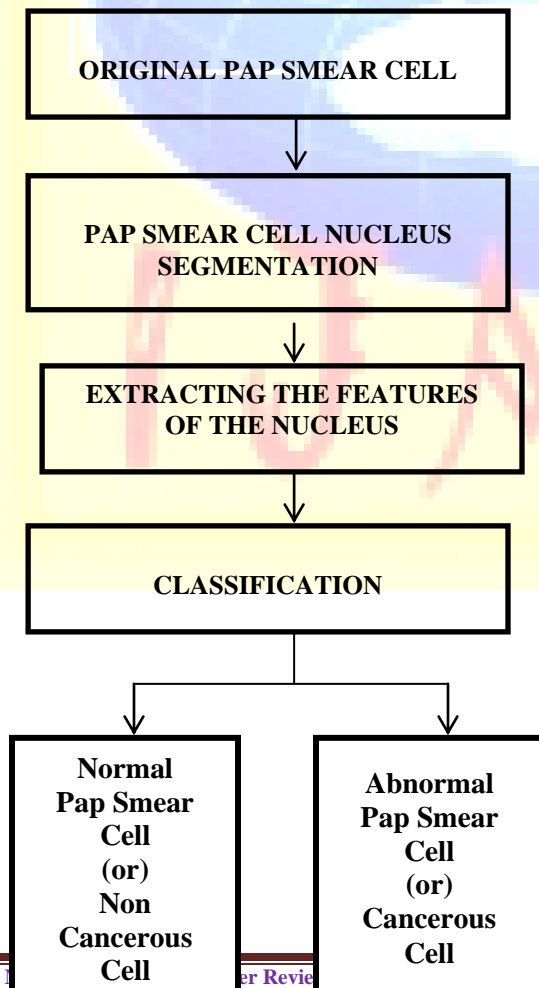 ORIGINAL PAP SMEAR CELL
PAP SMEAR CELL NUCLEUS
SEGMENTATION
EXTRACTING THE FEATURES
OF THE NUCLEUS
CLASSIFICATION
Normal
Pap Smear
Cell
(or)
Non
Cancerous
Cell
Abnormal
Pap Smear
Cell
(or)
Cancerous
Cell